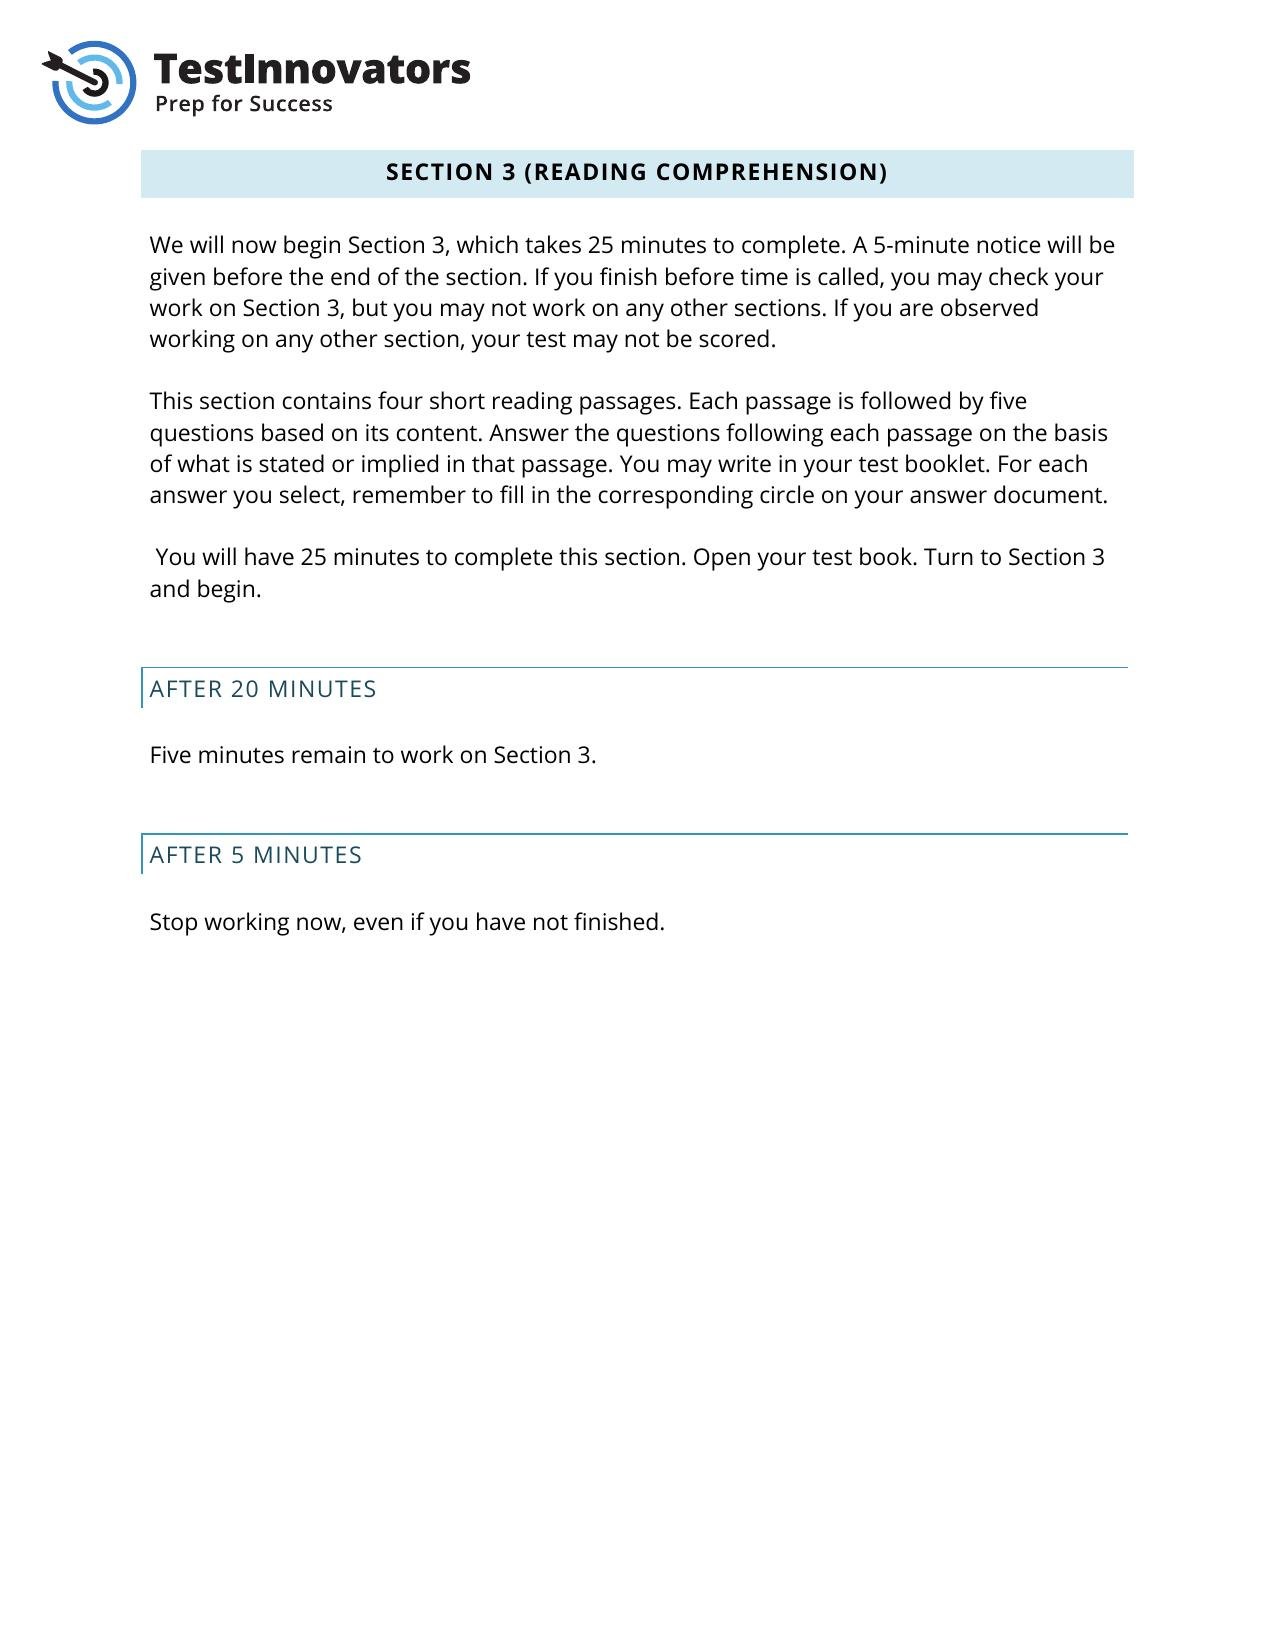 TestInnovators
Prep for Success
SECTION 3 (READING COMPREHENSION)
We will now begin Section 3, which takes 25 minutes to complete. A 5-minute notice will be
given before the end of the section. If you finish before time is called, you may check your
work on Section 3, but you may not work on any other sections. If you are observed
working on any other section, your test may not be scored.
This section contains four short reading passages. Each passage is followed by five
questions based on its content. Answer the questions following each passage on the basis
of what is stated or implied in that passage. You may write in your test booklet. For each
answer you select, remember to fill in the corresponding circle on your answer document.
You will have 25 minutes to complete this section. Open your test book. Turn to Section 3
and begin.
AFTER 20 MINUTES
Five minutes remain to work on Section 3.
AFTER 5 MINUTES
Stop working now, even if you have not finished.